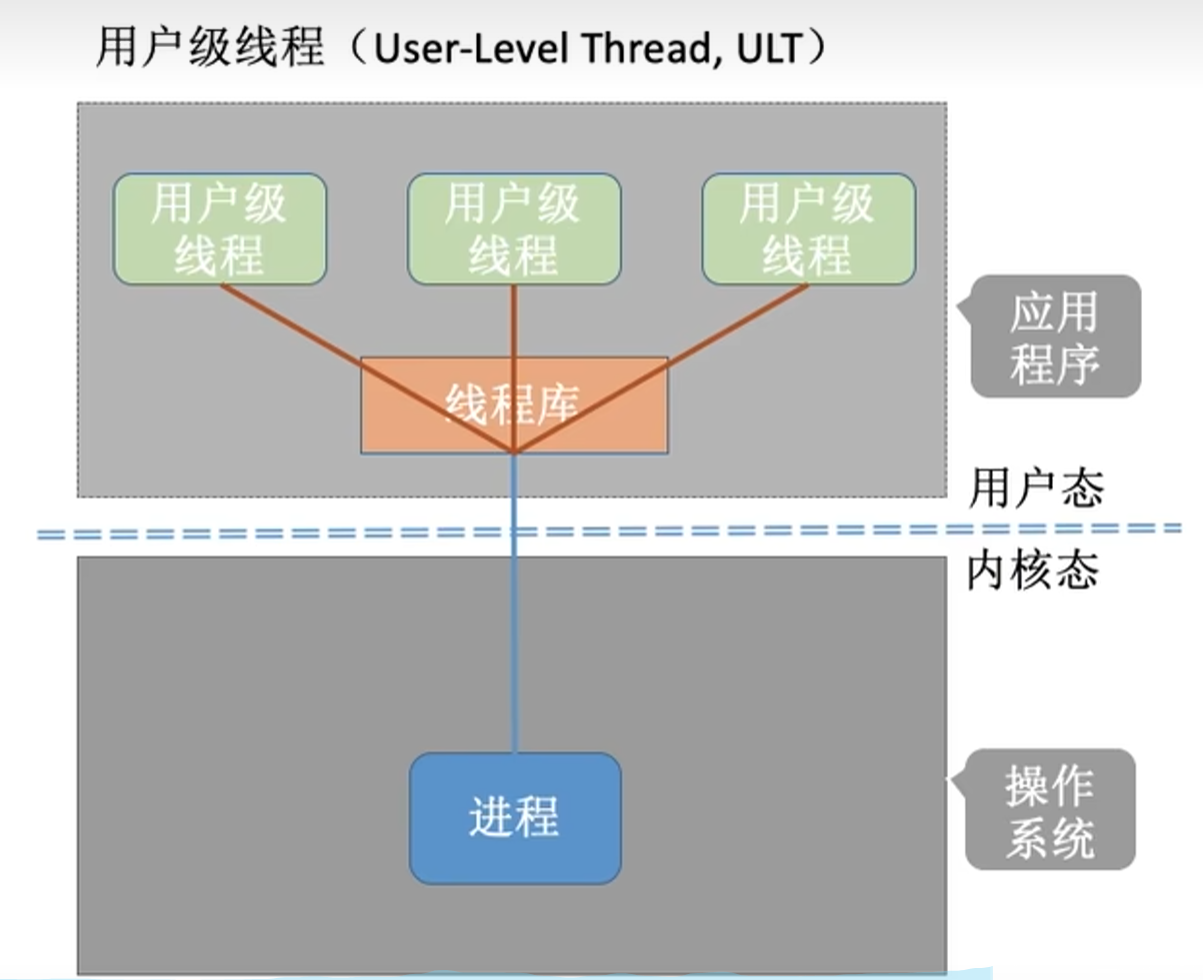 用户级线程（User-Level Thread, ULT）
用户级
线程
用户级
线程
用户级
线程
应用
程序
线程库
用户态
内核态
进程
操作
系统